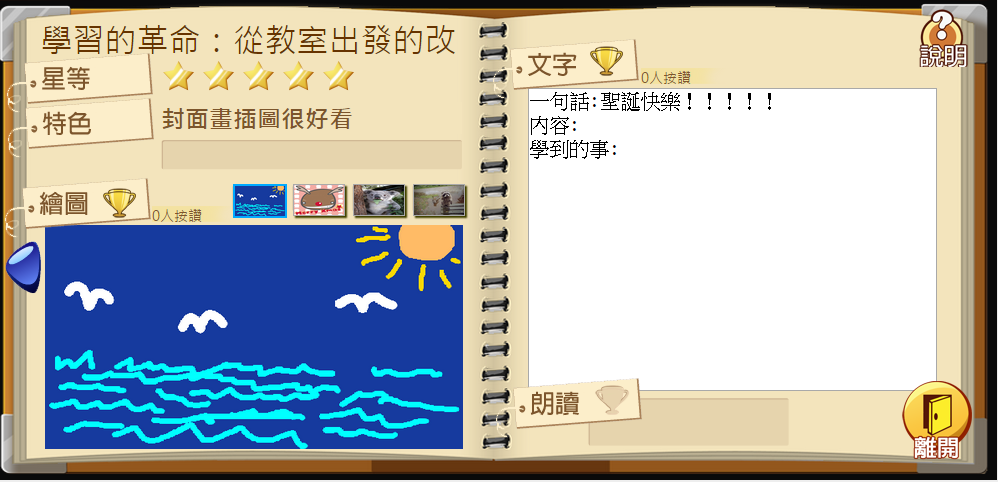 學習的革命：從教室出發的改
星等
特色
封面畫插圖很好看
繪圖
0人按讚
文字
0人按讚
一句話:聖誕快樂！！！！！
內容:
學到的事:
朗讀
說明
離開